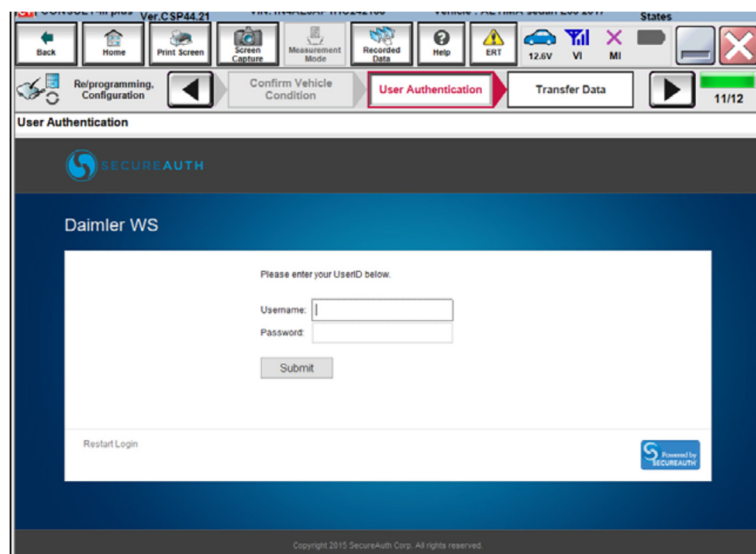 Ver.CSP44.21
States
Back
Home
Print Screen
Screen Capture
Measurement Mode
Recorded Data
Help
ERT
12.6V
VI
MI
Re/programming, Configuration
Confirm Vehicle Condition
User Authentication
Transfer Data
11/12
User Authentication
SECUREAUTH
Daimler WS
Please enter your UserID below.
Username:
Password:
Submit
Restart Login
Powered by
SECUREAUTH
Copyright 2015 SecureAuth Corp. All rights reserved.